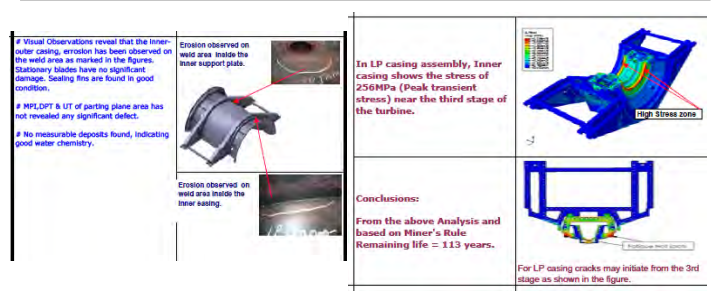 # Visual Observations reveal that the Inner-
outer casing, errosion has been observed on
the weld area as marked in the figures.
Stationary blades have no significant
damage. Sealing fins are found in good
condition.
# MPI,DPT & UT of parting plane area has
not revealed any significant defect.
# No measurable deposits found, indicating
good water chemistry.
Erosion observed on
weld area inside the
inner support plate.
Erosion observed on
weld area inside the
inner casing.
In LP casing assembly, Inner
casing shows the stress of
256MPa (Peak transient
stress) near the third stage of
the turbine.
High Stress zone
Conclusions:
From the above Analysis and
based on Miner's Rule
Remaining life = 113 years.
For LP casing cracks may initiate from the 3rd
stage as shown in the figure.